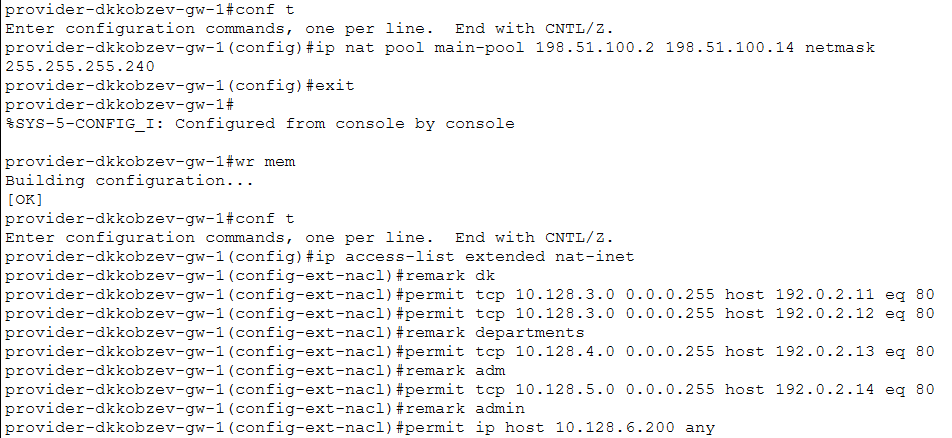 provider-dkkobzev-gw-1#conf t
Enter configuration commands, one per line.  End with CNTL/Z.
provider-dkkobzev-gw-1(config)#ip nat pool main-pool 198.51.100.2 198.51.100.14 netmask
255.255.255.240
provider-dkkobzev-gw-1(config)#exit
provider-dkkobzev-gw-1#
%SYS-5-CONFIG_I: Configured from console by console
provider-dkkobzev-gw-1#wr mem
Building configuration...
[OK]
provider-dkkobzev-gw-1#conf t
Enter configuration commands, one per line.  End with CNTL/Z.
provider-dkkobzev-gw-1(config)#ip access-list extended nat-inet
provider-dkkobzev-gw-1(config-ext-nacl)#remark dk
provider-dkkobzev-gw-1(config-ext-nacl)#permit tcp 10.128.3.0 0.0.0.255 host 192.0.2.11 eq 80
provider-dkkobzev-gw-1(config-ext-nacl)#permit tcp 10.128.3.0 0.0.0.255 host 192.0.2.12 eq 80
provider-dkkobzev-gw-1(config-ext-nacl)#remark departments
provider-dkkobzev-gw-1(config-ext-nacl)#permit tcp 10.128.4.0 0.0.0.255 host 192.0.2.13 eq 80
provider-dkkobzev-gw-1(config-ext-nacl)#remark adm
provider-dkkobzev-gw-1(config-ext-nacl)#permit tcp 10.128.5.0 0.0.0.255 host 192.0.2.14 eq 80
provider-dkkobzev-gw-1(config-ext-nacl)#remark admin
provider-dkkobzev-gw-1(config-ext-nacl)#permit ip host 10.128.6.200 any